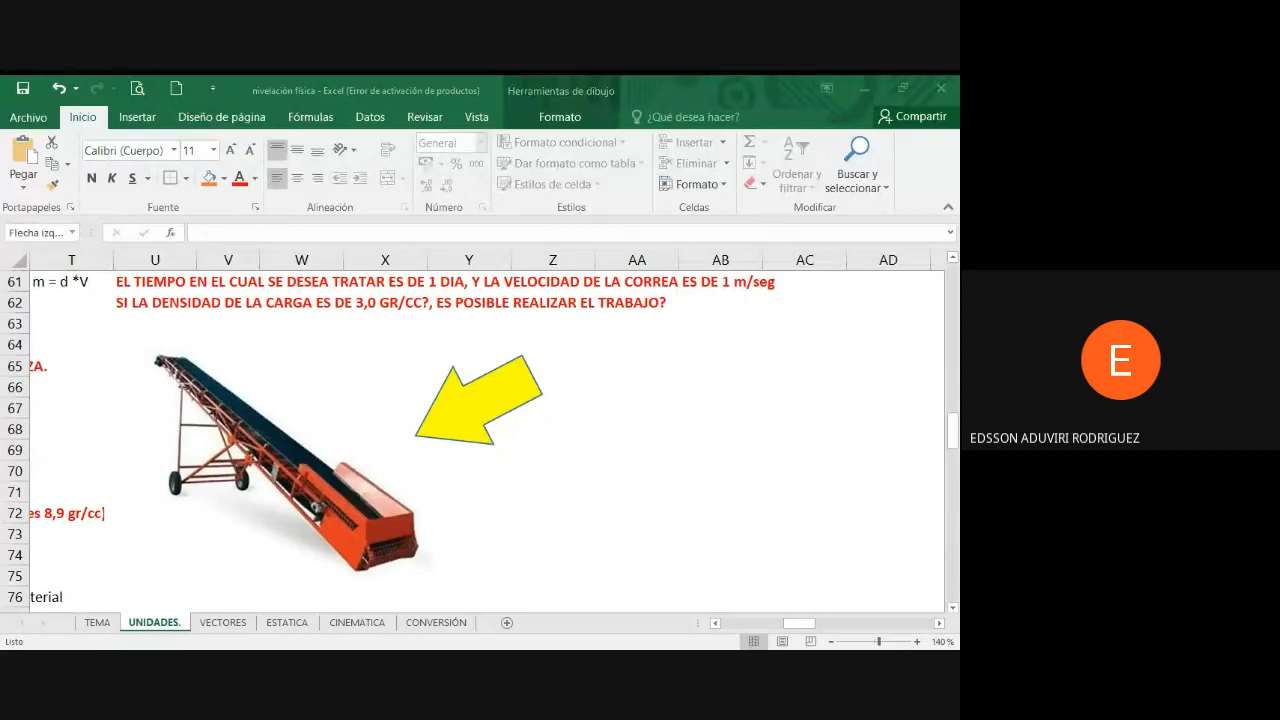 nivelación física - Excel (Error de activación de productos)
Herramientas de dibujo
Archivo
Inicio
Insertar
Diseño de página
Fórmulas
Datos
Revisar
Vista
Formato
¿Qué desea hacer?
Compartir
Pegar
Calibri (Cuerpo)
11
N K S
General
% 000
Formato condicional
Dar formato como tabla
Estilos de celda
Insertar
Eliminar
Formato
Ordenar y filtrar
Buscar y seleccionar
Portapapeles
Fuente
Alineación
Número
Estilos
Celdas
Modificar
Flecha izq...
fx
T U V W X Y Z AA AB AC AD
61 m = d *V EL TIEMPO EN EL CUAL SE DESEA TRATAR ES DE 1 DIA, Y LA VELOCIDAD DE LA CORREA ES DE 1 m/seg
62 SI LA DENSIDAD DE LA CARGA ES DE 3,0 GR/CC?, ES POSIBLE REALIZAR EL TRABAJO?
63
64
65 ZA.
66
67
68
69
70
71
72 es 8,9 gr/cc]
73
74
75
76 terial
TEMA
UNIDADES.
VECTORES
ESTATICA
CINEMATICA
CONVERSIÓN
Listo
140 %
E
EDSSON ADUVIRI RODRIGUEZ